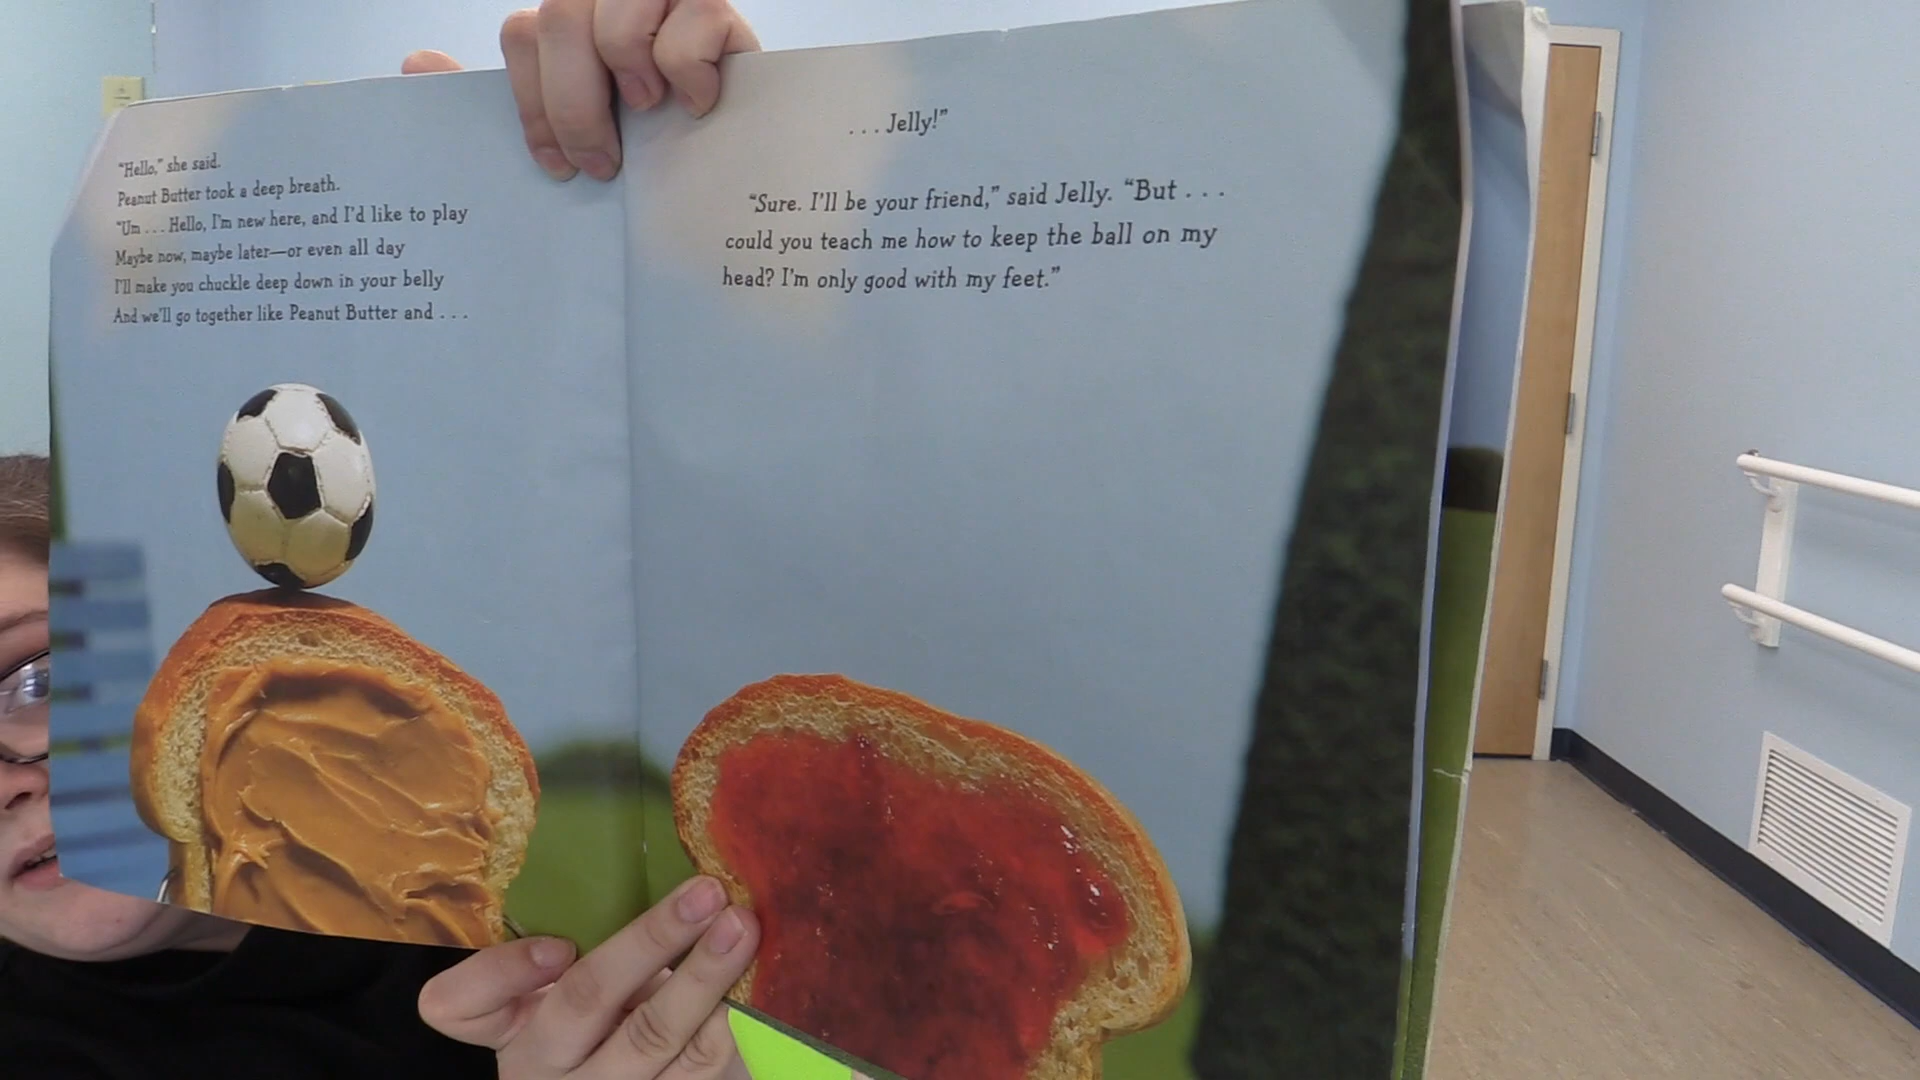 “Hello,” she said.
Peanut Butter took a deep breath.
“Um . . . Hello, I'm new here, and I'd like to play
Maybe now, maybe later—or even all day
I'll make you chuckle deep down in your belly
And we'll go together like Peanut Butter and . . .
. . . Jelly!”
“Sure. I'll be your friend,” said Jelly. “But . . .
could you teach me how to keep the ball on my
head? I'm only good with my feet.”